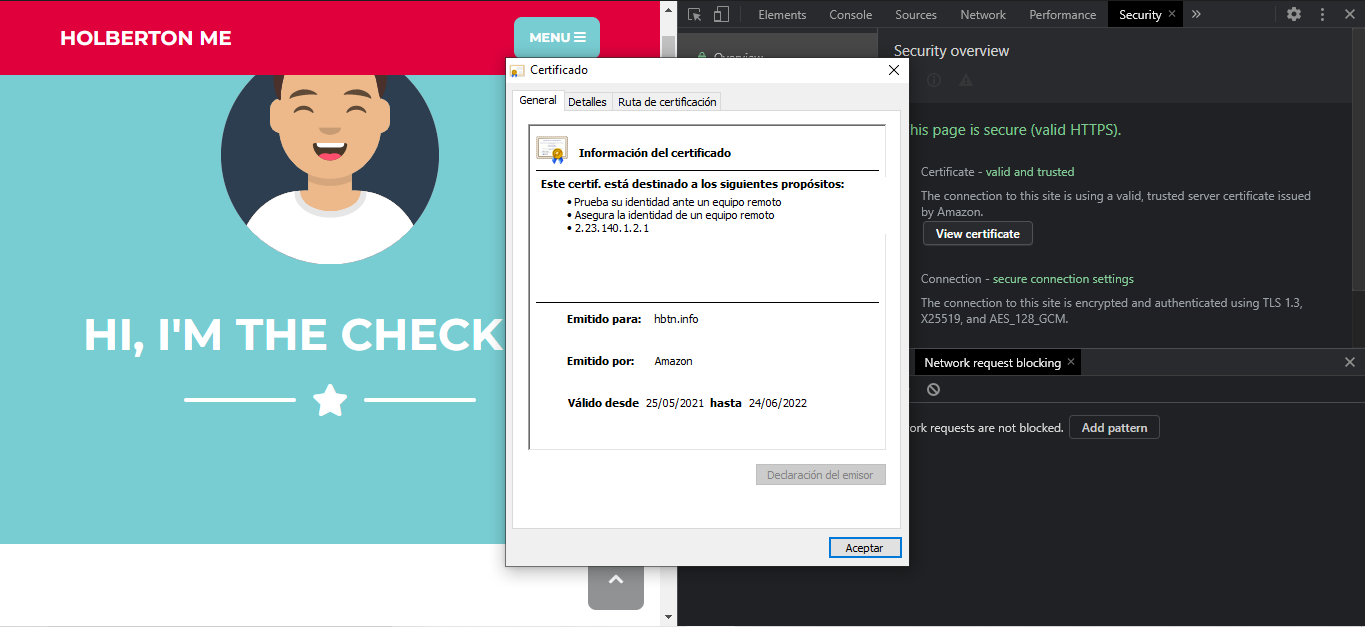 HOLBERTON ME
MENU
HI, I'M THE CHECK
Certificado
General
Detalles
Ruta de certificación
Información del certificado
Este certif. está destinado a los siguientes propósitos:
• Prueba su identidad ante un equipo remoto
• Asegura la identidad de un equipo remoto
• 2.23.140.1.2.1
Emitido para: hbtn.info
Emitido por: Amazon
Válido desde 25/05/2021 hasta 24/06/2022
Declaración del emisor
Aceptar
Elements
Console
Sources
Network
Performance
Security
Overview
Security overview
his page is secure (valid HTTPS).
Certificate - valid and trusted
The connection to this site is using a valid, trusted server certificate issued
by Amazon.
View certificate
Connection - secure connection settings
The connection to this site is encrypted and authenticated using TLS 1.3,
X25519, and AES_128_GCM.
Network request blocking
ork requests are not blocked.
Add pattern